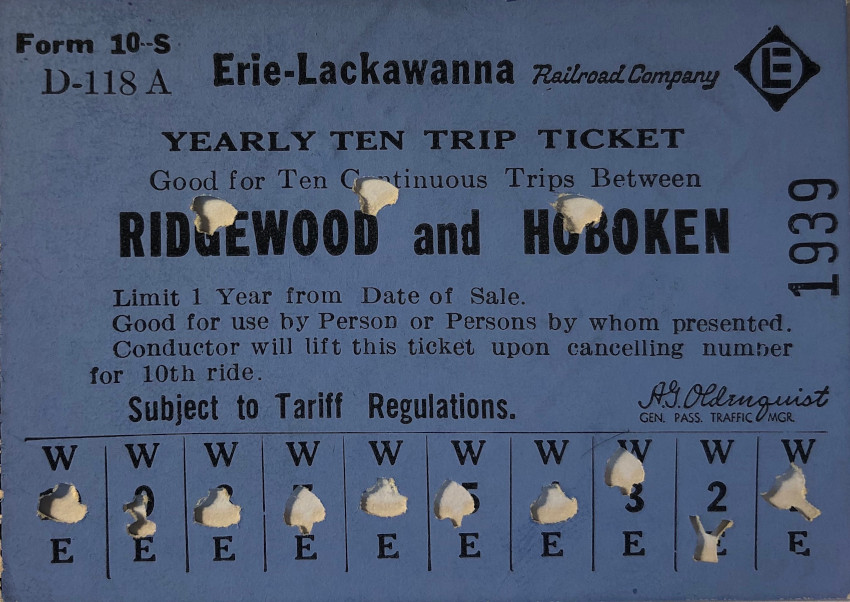 Form 10-S
D-118 A
Erie-Lackawanna Railroad Company
E
YEARLY TEN TRIP TICKET
Good for Ten Continuous Trips Between
RIDGEWOOD and HOBOKEN
1939
Limit 1 Year from Date of Sale.
Good for use by Person or Persons by whom presented.
Conductor will lift this ticket upon cancelling number
for 10th ride.
Subject to Tariff Regulations.
A.G. Oldenquist
GEN. PASS. TRAFFIC MGR.
W W W W W W W W W W
9 5 3 2
E E E E E E E E E E